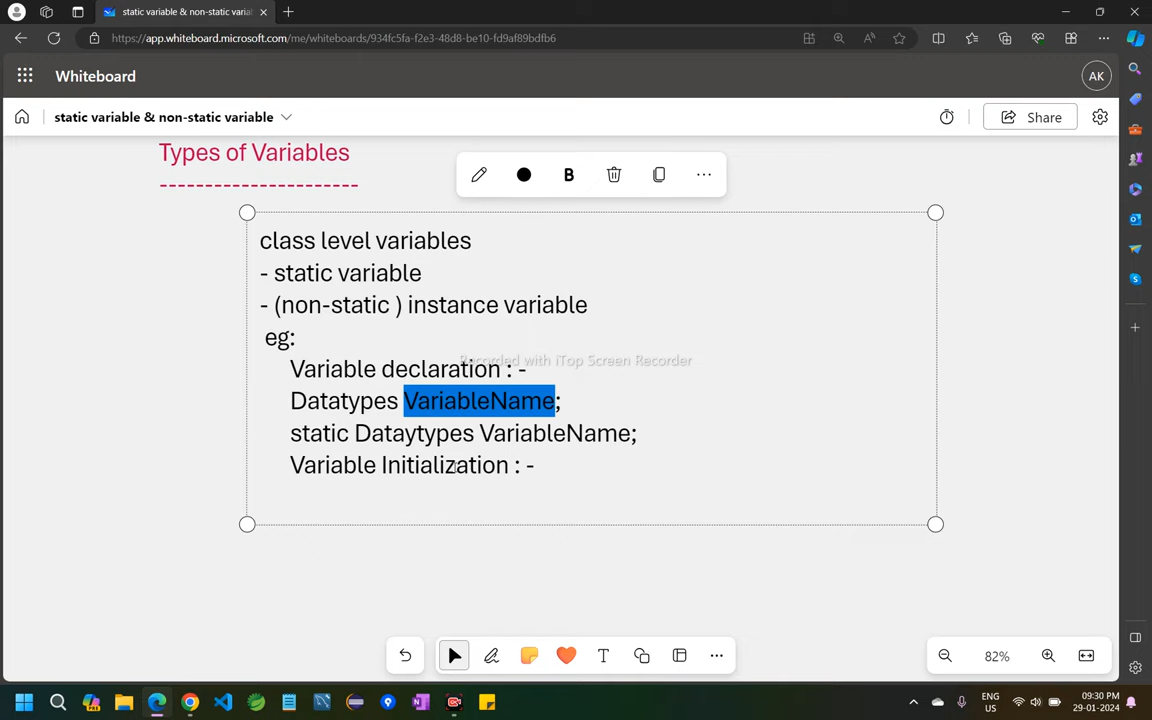 static variable & non-static varia
https://app.whiteboard.microsoft.com/me/whiteboards/934fc5fa-f2e3-48d8-be10-fd9af89bdfb6
Whiteboard
AK
static variable & non-static variable
Share
Types of Variables
----------------------
class level variables
- static variable
- (non-static ) instance variable
eg:
Recorded with iTop Screen Recorder
Variable declaration : -
Datatypes VariableName;
static Dataytypes VariableName;
Variable Initialization : -
82%
ENG
US
09:30 PM
29-01-2024